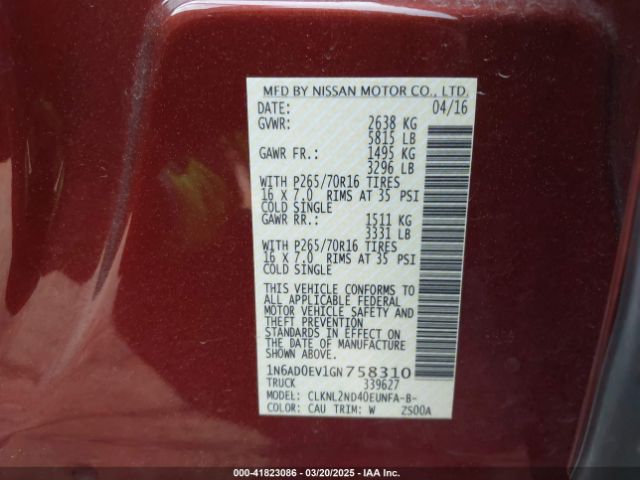 MFD BY NISSAN MOTOR CO., LTD.
DATE: 04/16
GVWR: 2638 KG
5815 LB
GAWR FR.: 1495 KG
3296 LB
WITH P265/70R16 TIRES
16 X 7.0 RIMS AT 35 PSI
COLD SINGLE
GAWR RR.: 1511 KG
3331 LB
WITH P265/70R16 TIRES
16 X 7.0 RIMS AT 35 PSI
COLD SINGLE
THIS VEHICLE CONFORMS TO
ALL APPLICABLE FEDERAL
MOTOR VEHICLE SAFETY AND
THEFT PREVENTION
STANDARDS IN EFFECT ON
THE DATE OF MANUFACTURE
SHOWN ABOVE.
1N6AD0EV1GN758310
TRUCK 339627
MODEL: CLKNL2ND40EUNFA-B-
COLOR: CAU TRIM: W ZS00A
000-41823086 — 03/20/2025 — IAA Inc.